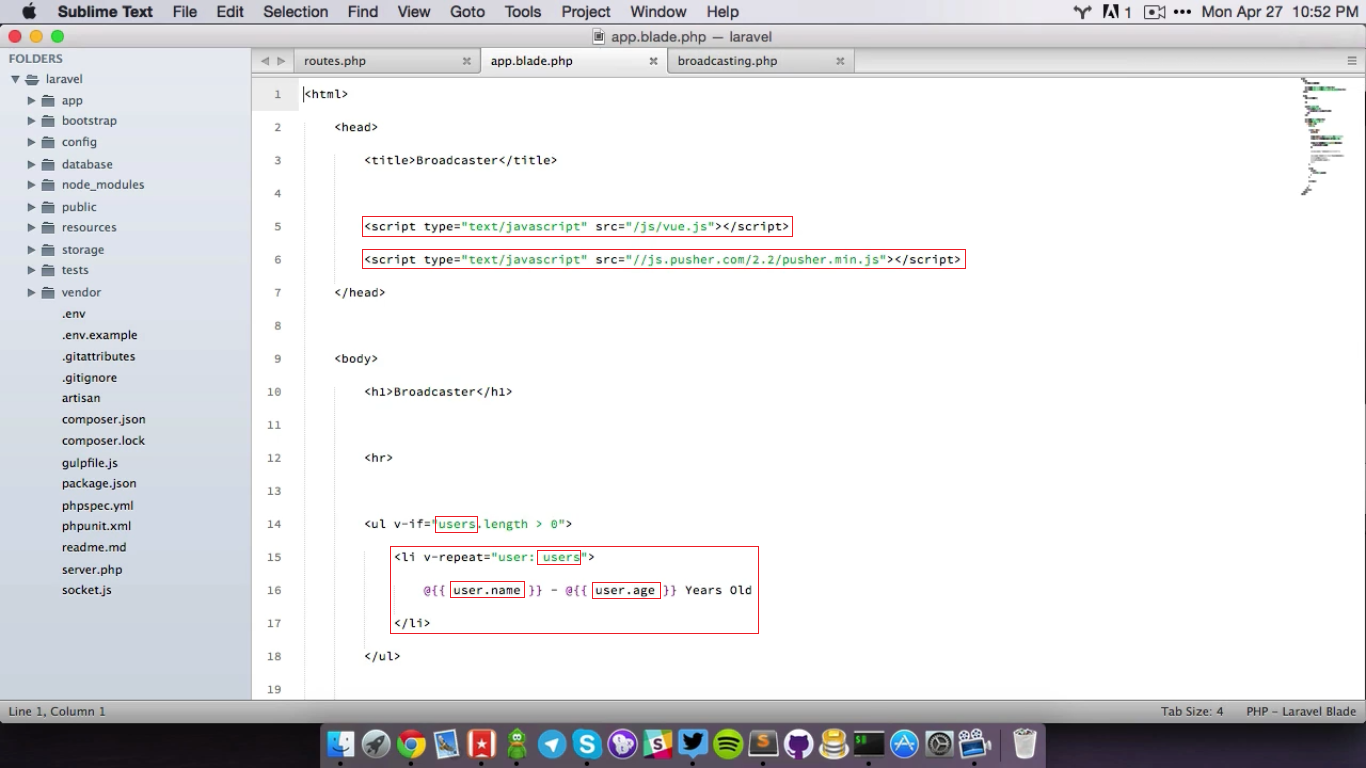 Sublime Text File Edit Selection Find View Goto Tools Project Window Help 1 Mon Apr 27 10:52 PM
app.blade.php — laravel
FOLDERS
laravel
app
bootstrap
config
database
node_modules
public
resources
storage
tests
vendor
.env
.env.example
.gitattributes
.gitignore
artisan
composer.json
composer.lock
gulpfile.js
package.json
phpspec.yml
phpunit.xml
readme.md
server.php
socket.js
routes.php app.blade.php broadcasting.php
1 <html>
2 <head>
3 <title>Broadcaster</title>
4
5 <script type="text/javascript" src="/js/vue.js"></script>
6 <script type="text/javascript" src="//js.pusher.com/2.2/pusher.min.js"></script>
7 </head>
8
9 <body>
10 <h1>Broadcaster</h1>
11
12 <hr>
13
14 <ul v-if="users.length > 0">
15 <li v-repeat="user: users">
16 @{{ user.name }} - @{{ user.age }} Years Old
17 </li>
18 </ul>
19
Line 1, Column 1 Tab Size: 4 PHP - Laravel Blade